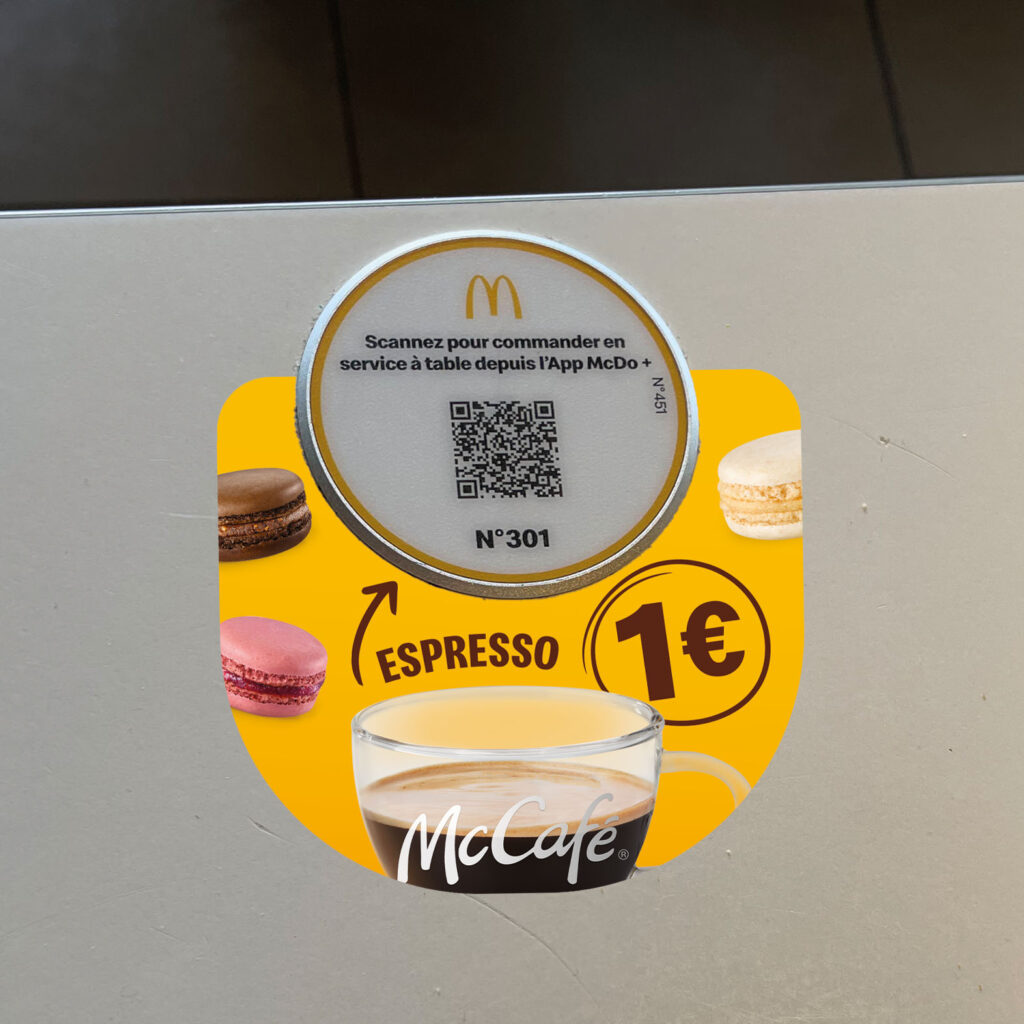 Scannez pour commander en
service à table depuis l'App McDo +
N°451
N°301
ESPRESSO
1€
McCafé®